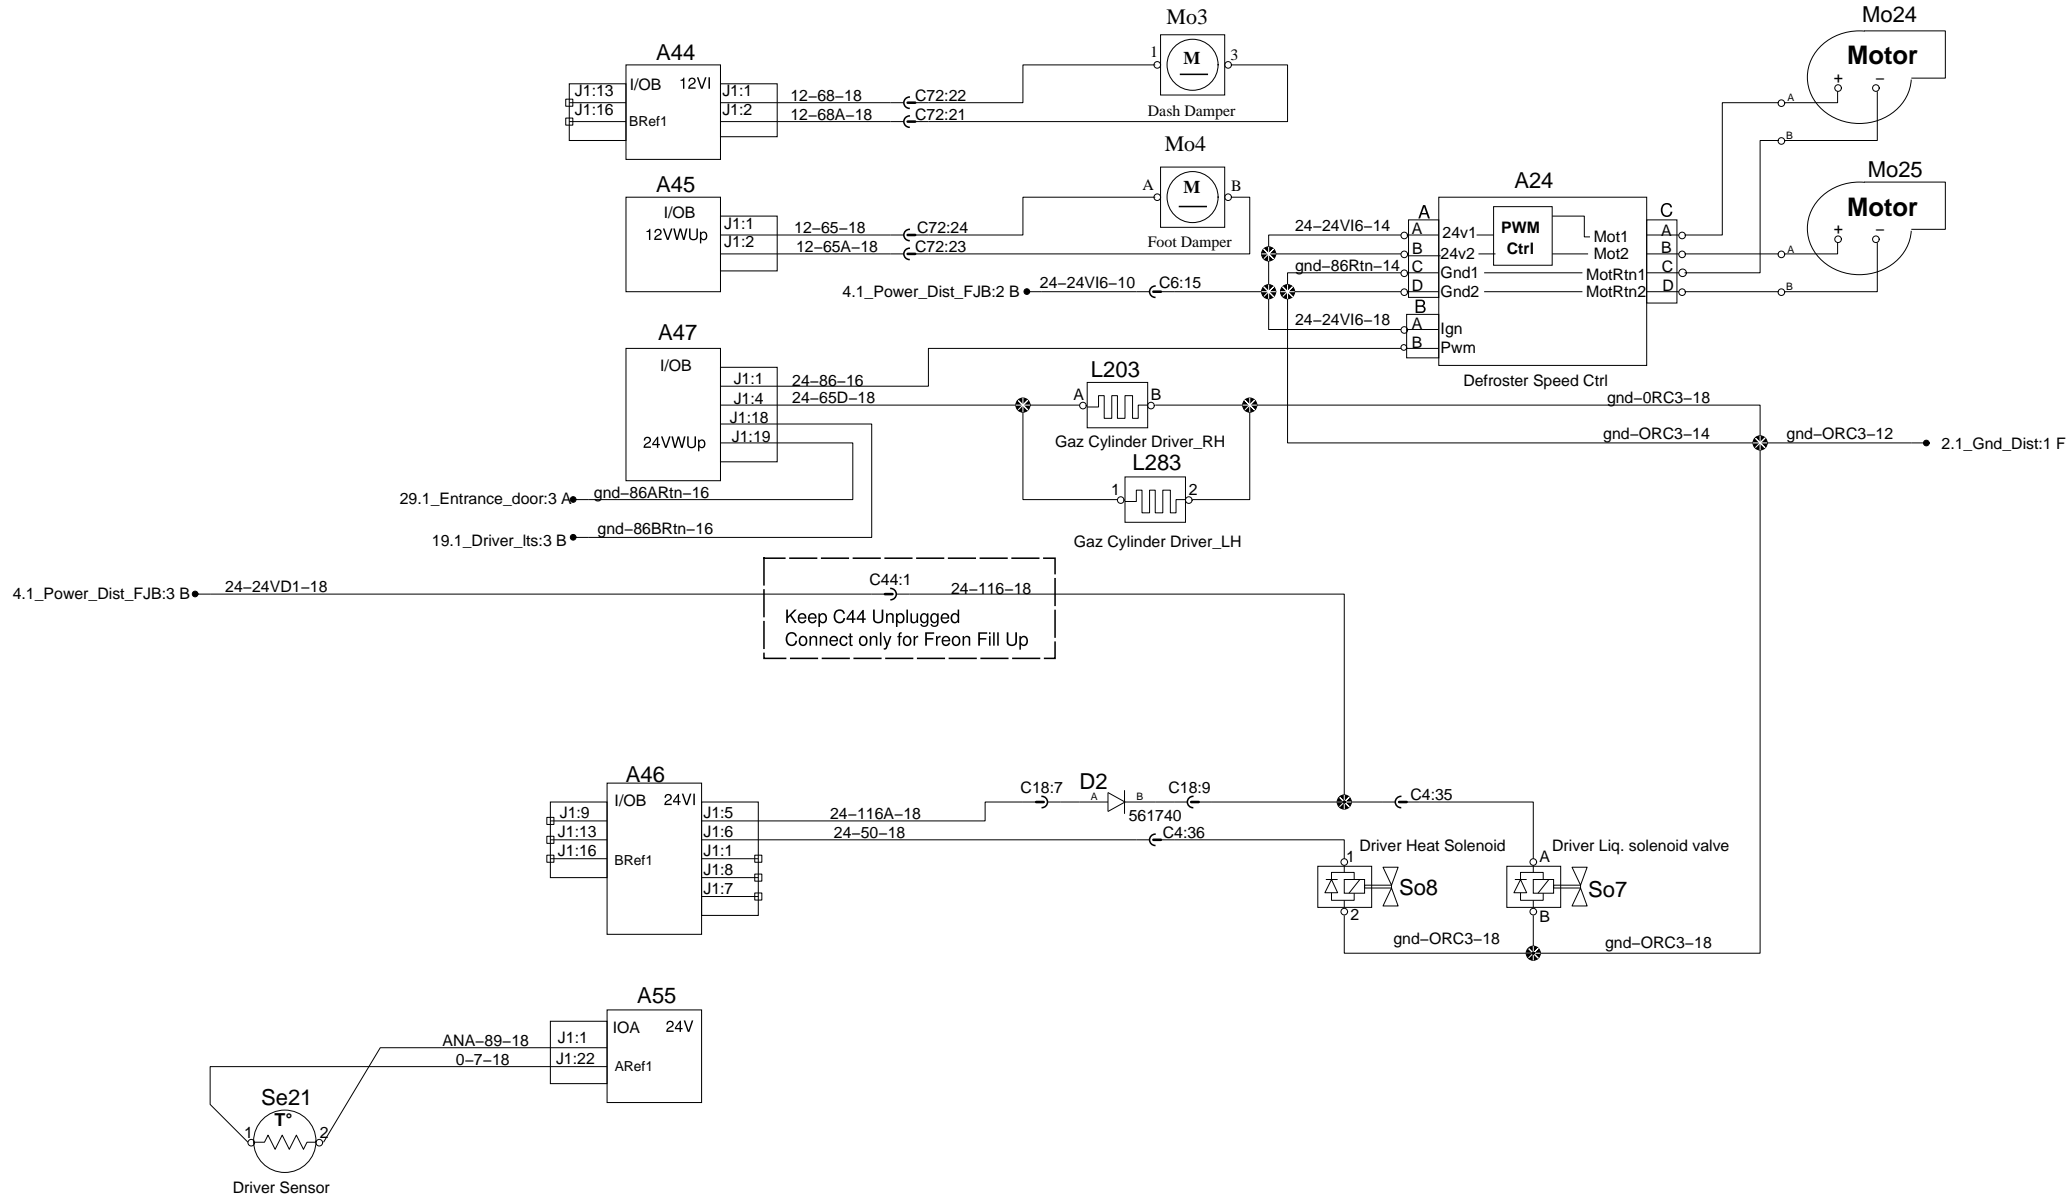 Mo3
Mo24
A44
1
M
3
Motor
+
−
I/OB
12VI
J1:13
J1:16
BRef1
J1:1
J1:2
12−68−18
C72:22
12−68A−18
C72:21
Dash Damper
A
B
Mo4
A45
A
M
B
I/OB
12VWUp
J1:1
J1:2
12−65−18
C72:24
12−65A−18
C72:23
Foot Damper
Mo25
Motor
+
−
A
B
A24
A
C
24−24VI6−14
A
24v1
PWM
Ctrl
Mot1
A
B
24v2
Mot2
B
gnd−86Rtn−14
C
Gnd1
MotRtn1
C
D
Gnd2
MotRtn2
D
4.1_Power_Dist_FJB:2 B
24−24VI6−10
C6:15
B
24−24VI6−18
A
Ign
B
Pwm
Defroster Speed Ctrl
A47
I/OB
24VWUp
J1:1
24−86−16
J1:4
24−65D−18
J1:18
J1:19
L203
A
B
Gaz Cylinder Driver_RH
L283
1
2
Gaz Cylinder Driver_LH
gnd−0RC3−18
gnd−ORC3−14
gnd−ORC3−12
2.1_Gnd_Dist:1 F
29.1_Entrance_door:3 A
gnd−86ARtn−16
19.1_Driver_lts:3 B
gnd−86BRtn−16
4.1_Power_Dist_FJB:3 B
24−24VD1−18
C44:1
24−116−18
Keep C44 Unplugged
Connect only for Freon Fill Up
A46
I/OB
24VI
J1:9
J1:13
J1:16
BRef1
J1:5
J1:6
J1:1
J1:8
J1:7
24−116A−18
24−50−18
C18:7
D2
A
B
561740
C18:9
C4:35
C4:36
Driver Heat Solenoid
1
2
So8
Driver Liq. solenoid valve
A
B
So7
gnd−ORC3−18
gnd−ORC3−18
A55
IOA
24V
J1:1
J1:22
ARef1
ANA−89−18
0−7−18
Se21
T°
1
2
Driver Sensor